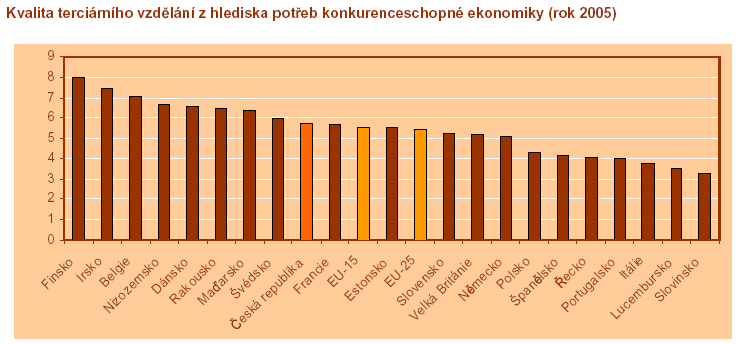 Kvalita terciárního vzdělání z hlediska potřeb konkurenceschopné ekonomiky (rok 2005)
9
8
7
6
5
4
3
2
1
0
Finsko
Irsko
Belgie
Nizozemsko
Dánsko
Rakousko
Maďarsko
Švédsko
Česká republika
Francie
EU-15
Estonsko
EU-25
Slovensko
Velká Británie
Německo
Polsko
Španělsko
Řecko
Portugalsko
Itálie
Lucembursko
Slovinsko